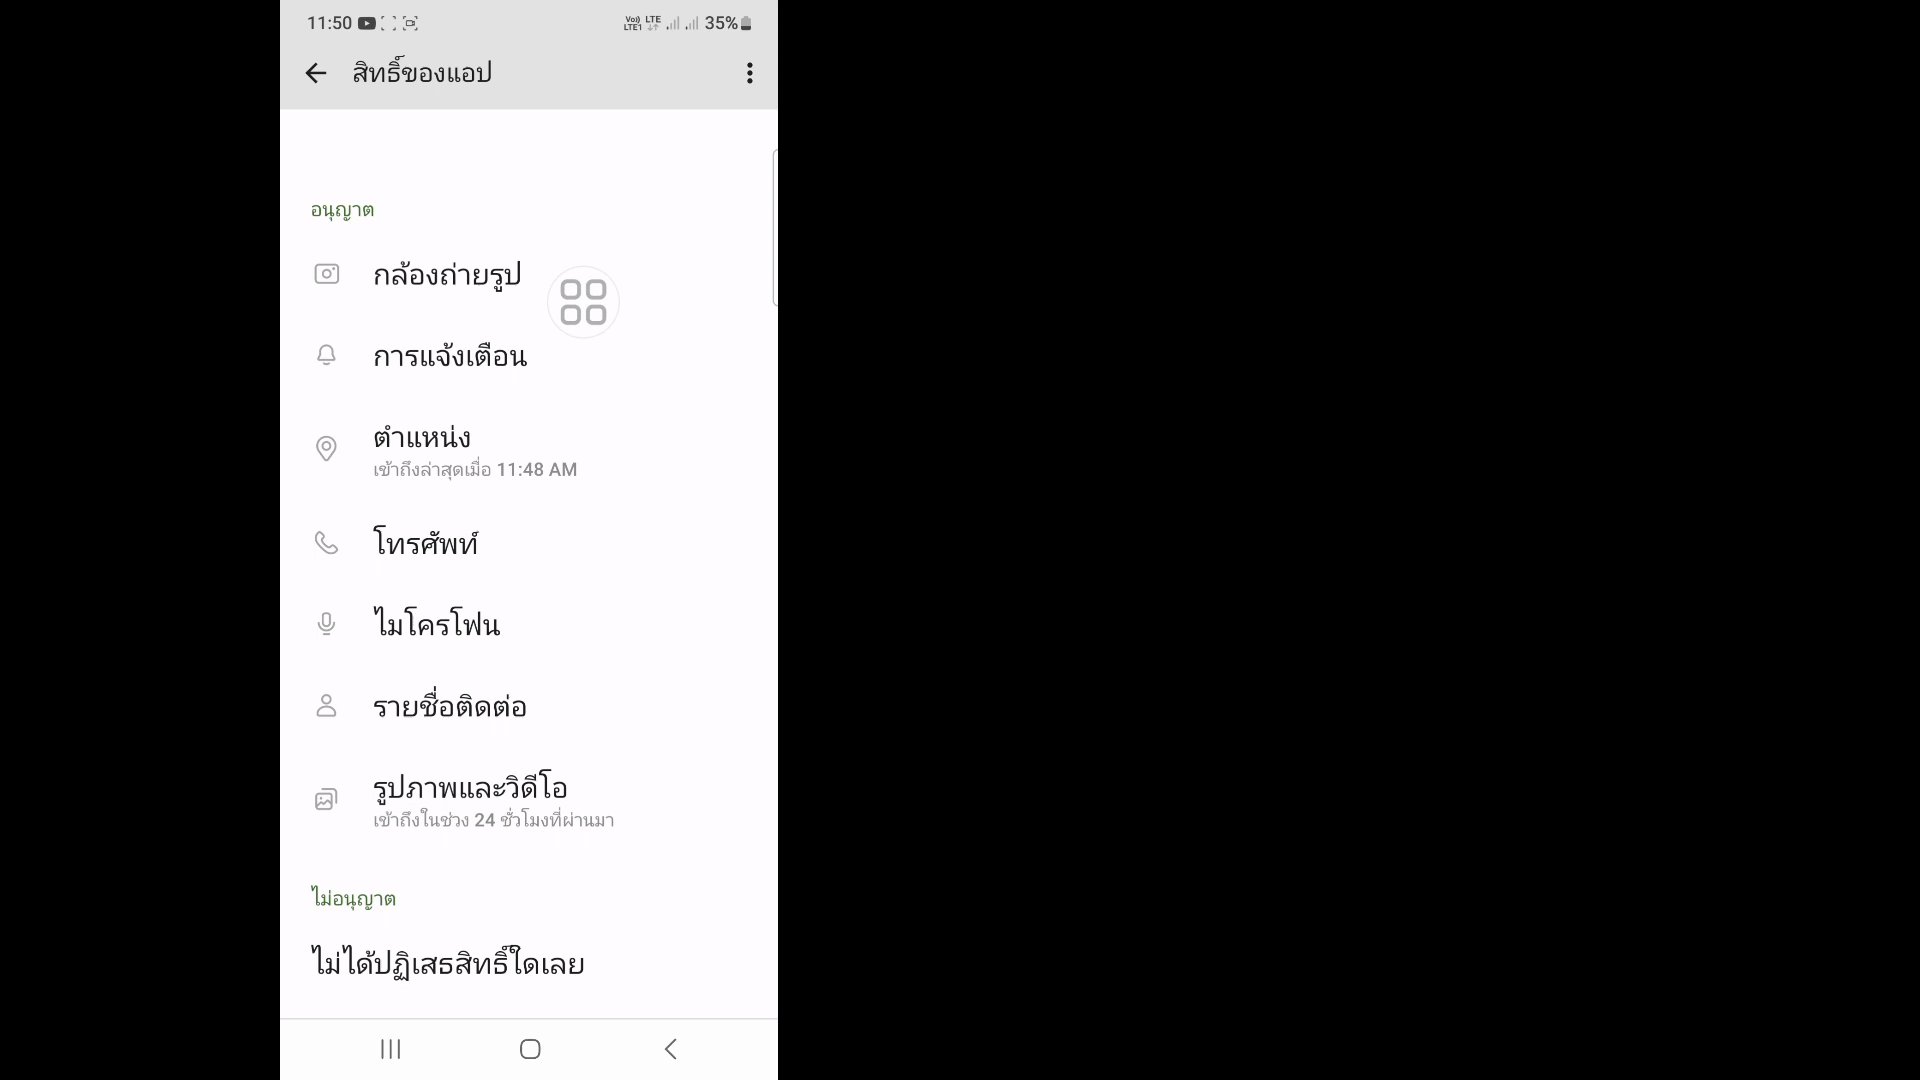 11:50
Vo)) LTE1 LTE 35%
สิทธิ์ของแอป
อนุญาต
กล้องถ่ายรูป
การแจ้งเตือน
ตำแหน่ง
เข้าถึงล่าสุดเมื่อ 11:48 AM
โทรศัพท์
ไมโครโฟน
รายชื่อติดต่อ
รูปภาพและวิดีโอ
เข้าถึงในช่วง 24 ชั่วโมงที่ผ่านมา
ไม่อนุญาต
ไม่ได้ปฏิเสธสิทธิ์ใดเลย